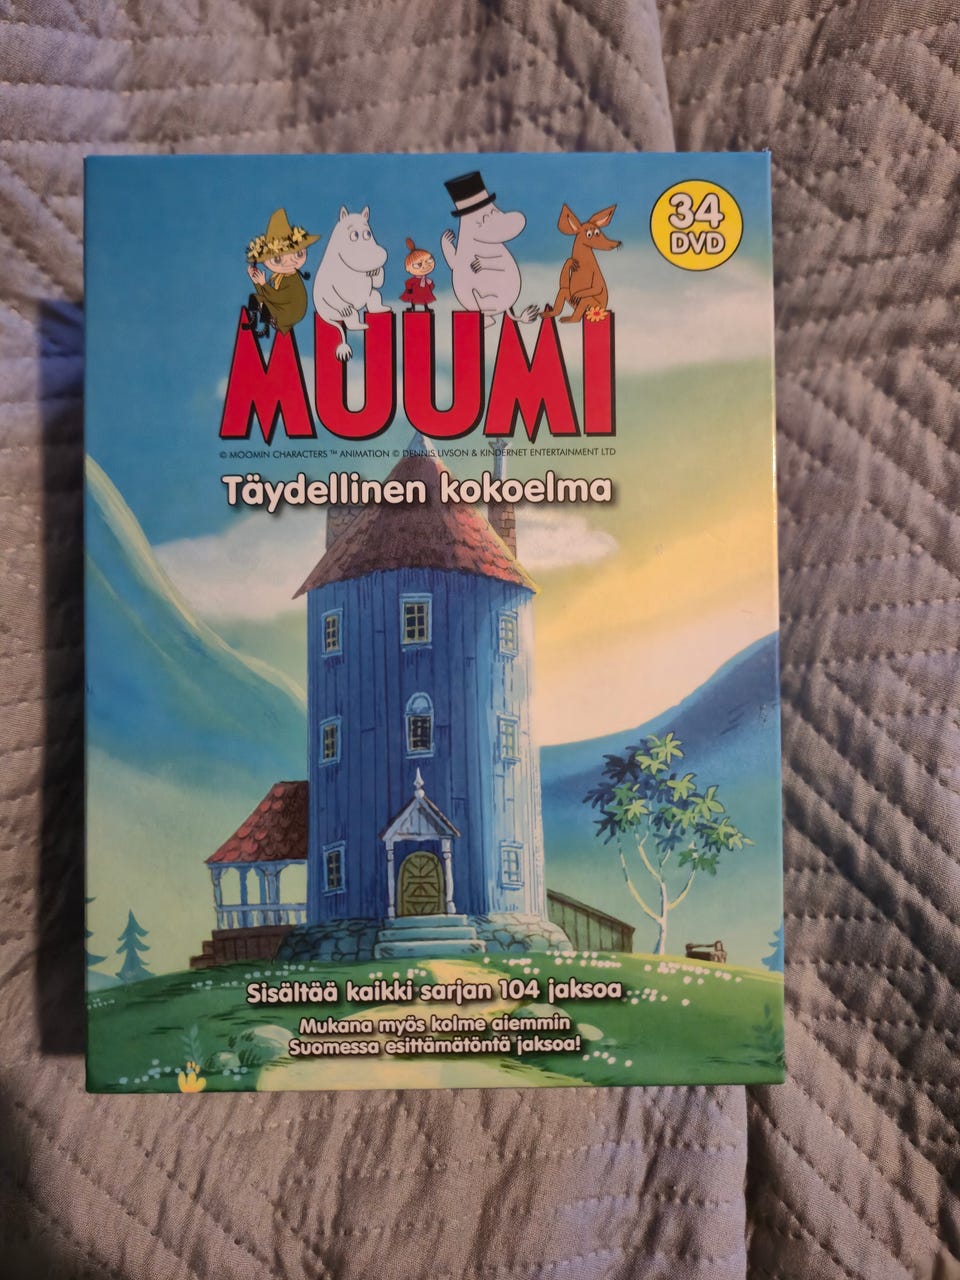 34
DVD
MUUMI
© MOOMIN CHARACTERS ™ ANIMATION © DENNIS LIVSON & KINDERNET ENTERTAINMENT LTD
Täydellinen kokoelma
Sisältää kaikki sarjan 104 jaksoa
Mukana myös kolme aiemmin
Suomessa esittämätöntä jaksoa!